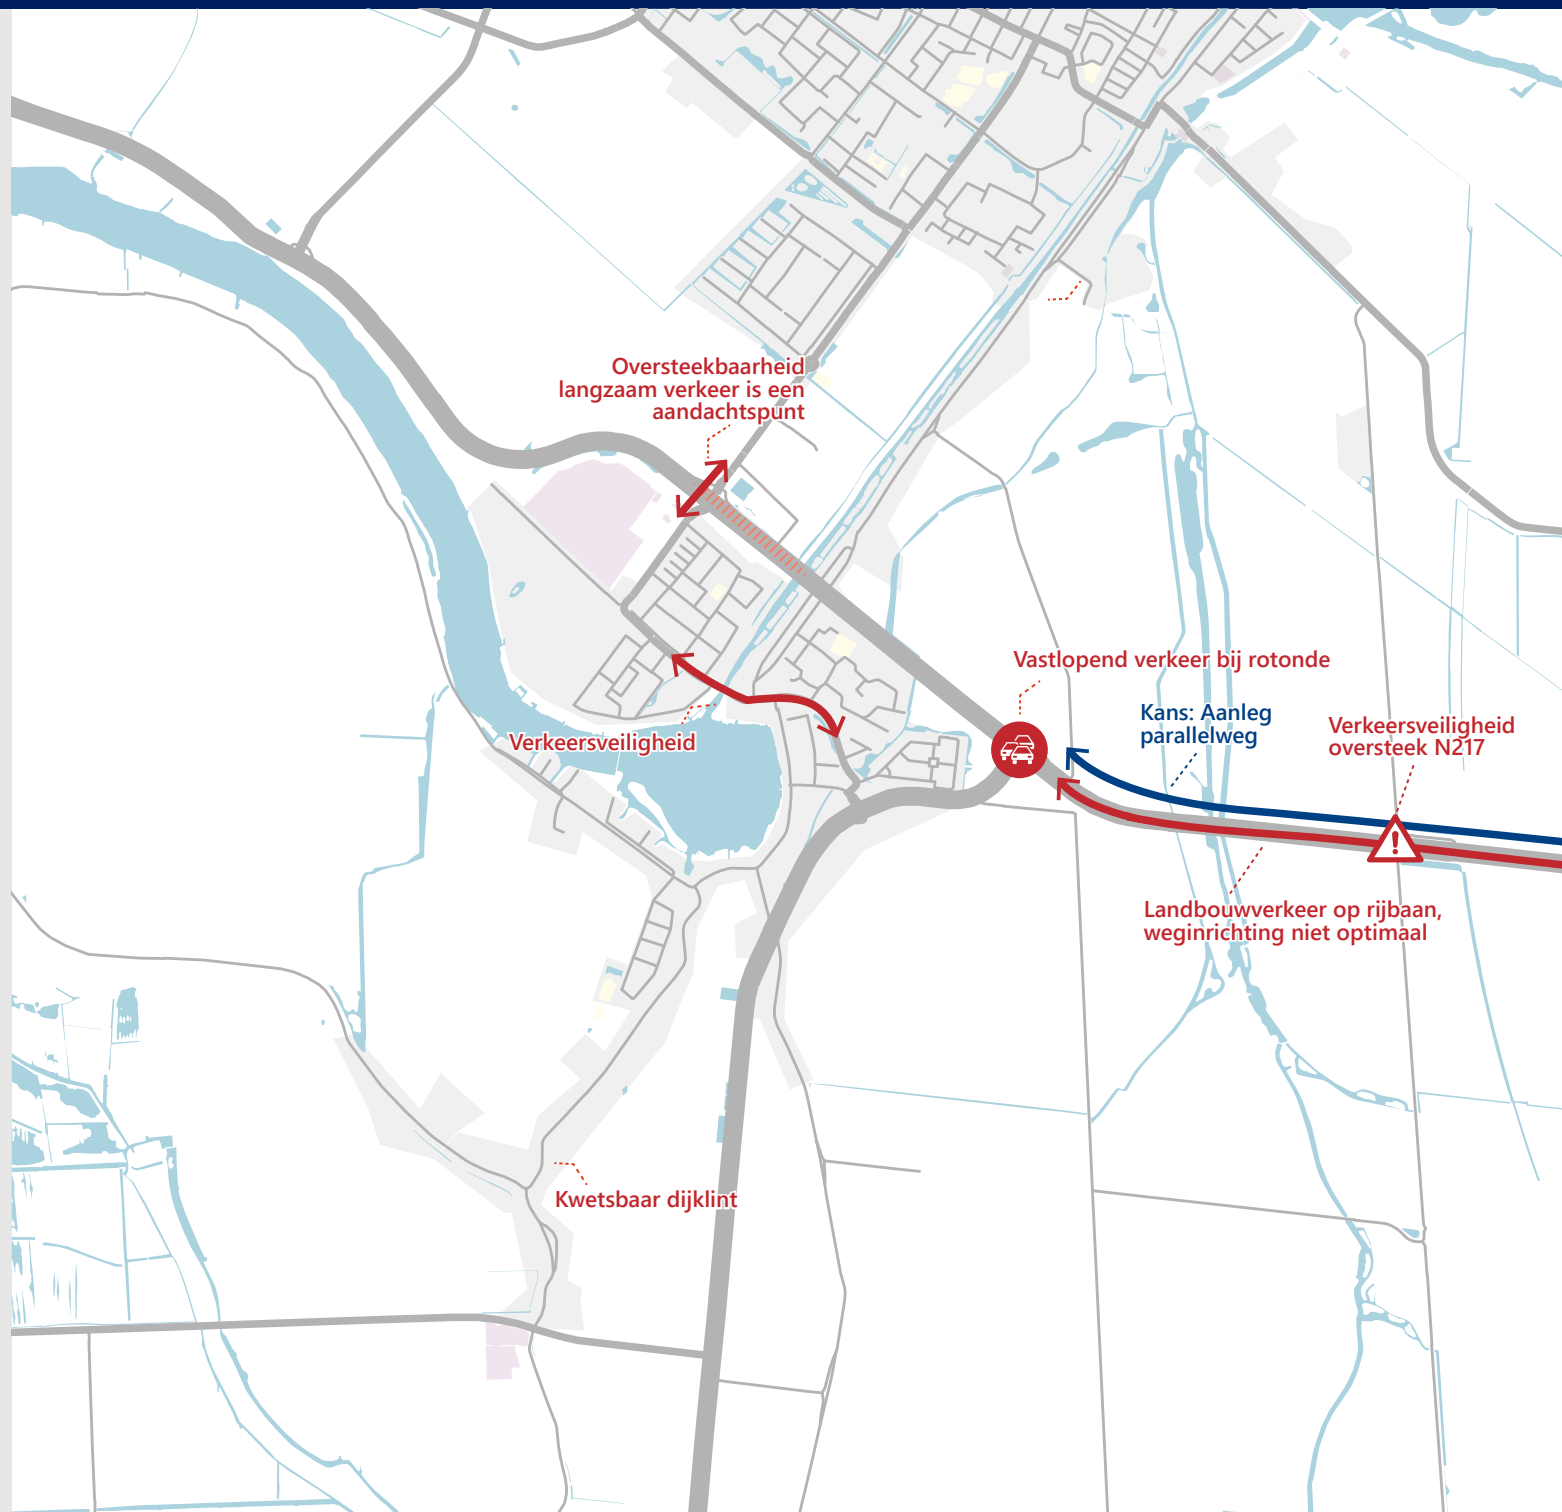 Oversteekbaarheid
langzaam verkeer is een
aandachtspunt
Vastlopend verkeer bij rotonde
Kans: Aanleg
parallelweg
Verkeersveiligheid
oversteek N217
Verkeersveiligheid
Landbouwverkeer op rijbaan,
weginrichting niet optimaal
Kwetsbaar dijklint